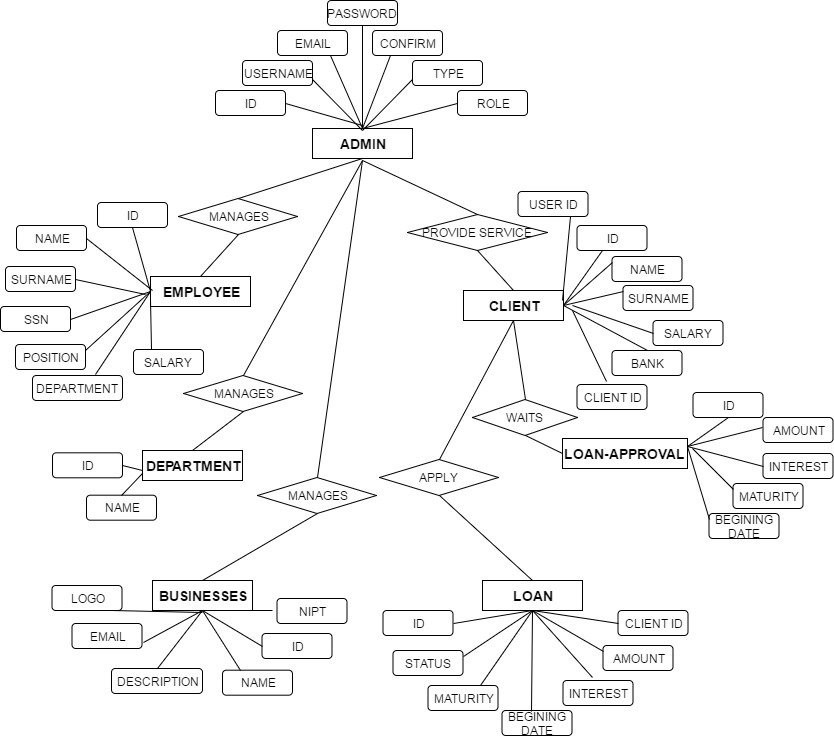 PASSWORD
EMAIL
CONFIRM
USERNAME
TYPE
ID
ROLE
ADMIN
MANAGES
PROVIDE SERVICE
USER ID
ID
NAME
SURNAME
SSN
POSITION
DEPARTMENT
SALARY
EMPLOYEE
ID
NAME
SURNAME
SALARY
BANK
CLIENT ID
CLIENT
MANAGES
WAITS
ID
AMOUNT
INTEREST
MATURITY
BEGINING
DATE
LOAN-APPROVAL
ID
NAME
DEPARTMENT
MANAGES
APPLY
BUSINESSES
LOGO
EMAIL
DESCRIPTION
NAME
ID
NIPT
LOAN
ID
STATUS
MATURITY
BEGINING
DATE
INTEREST
AMOUNT
CLIENT ID